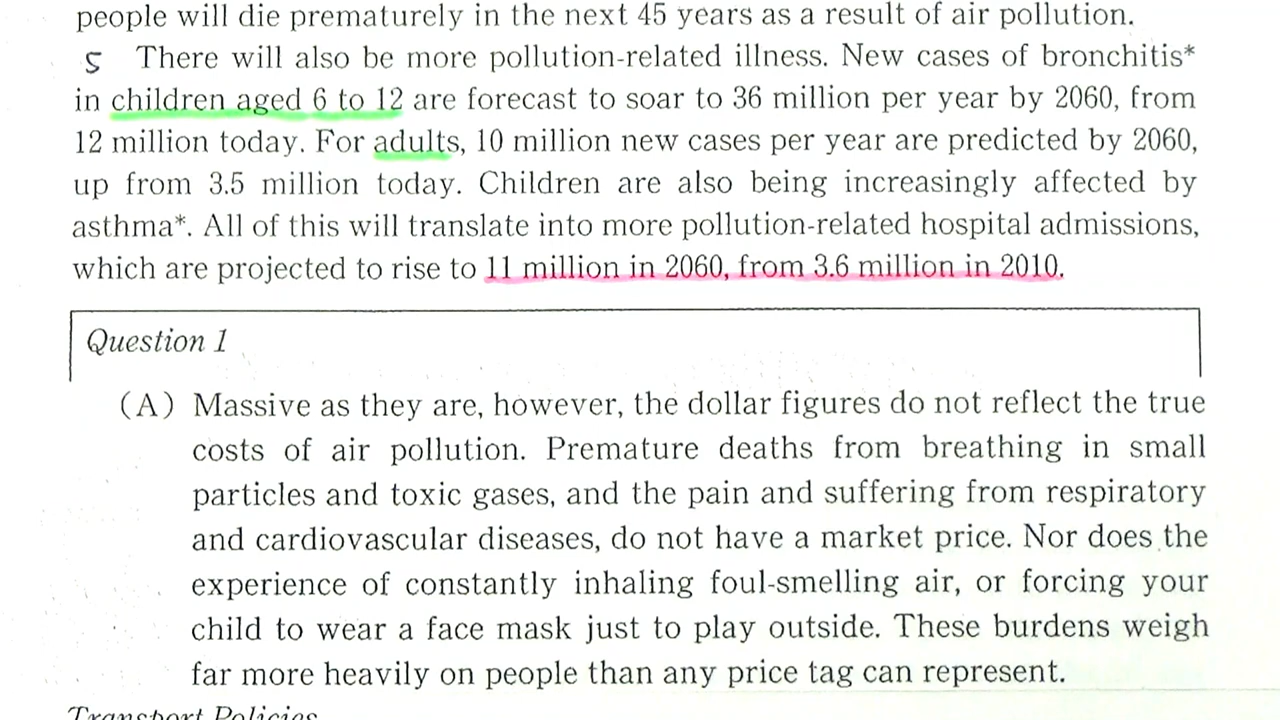 people will die prematurely in the next 45 years as a result of air pollution.
5 There will also be more pollution-related illness. New cases of bronchitis*
in children aged 6 to 12 are forecast to soar to 36 million per year by 2060, from
12 million today. For adults, 10 million new cases per year are predicted by 2060,
up from 3.5 million today. Children are also being increasingly affected by
asthma*. All of this will translate into more pollution-related hospital admissions,
which are projected to rise to 11 million in 2060, from 3.6 million in 2010.
Question 1
(A) Massive as they are, however, the dollar figures do not reflect the true
costs of air pollution. Premature deaths from breathing in small
particles and toxic gases, and the pain and suffering from respiratory
and cardiovascular diseases, do not have a market price. Nor does the
experience of constantly inhaling foul-smelling air, or forcing your
child to wear a face mask just to play outside. These burdens weigh
far more heavily on people than any price tag can represent.
Transport Policies